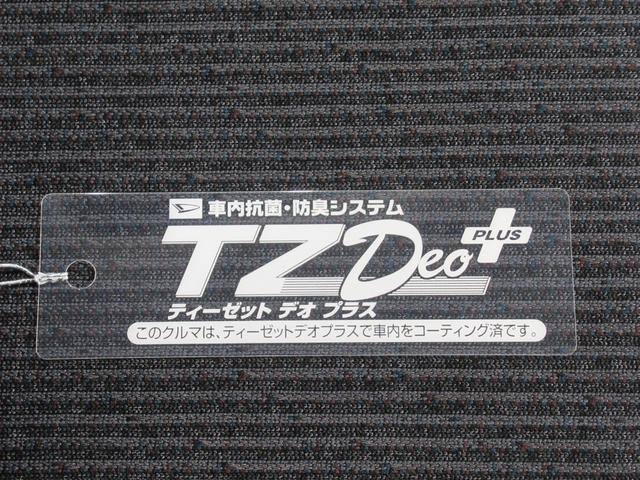 車内抗菌・防臭システム
TZDeo
PLUS
ティーゼット デオ プラス
このクルマは、ティーゼットデオプラスで車内をコーティング済です。